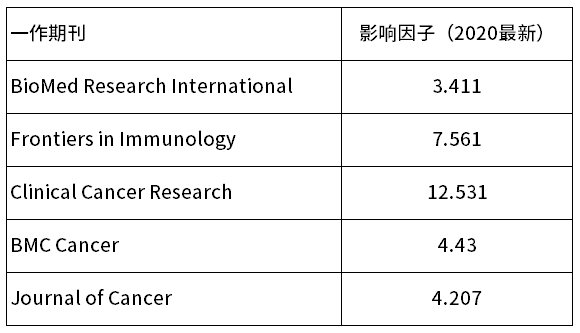 一作期刊 影响因子（2020最新）
BioMed Research International 3.411
Frontiers in Immunology 7.561
Clinical Cancer Research 12.531
BMC Cancer 4.43
Journal of Cancer 4.207